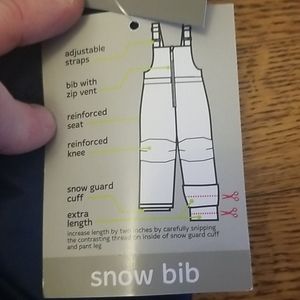 adjustable
straps
bib with
zip vent
reinforced
seat
reinforced
knee
snow guard
cuff
extra
length
increase length by two inches by carefully snipping
the contrasting thread on inside of snow guard cuff
and pant leg
snow bib